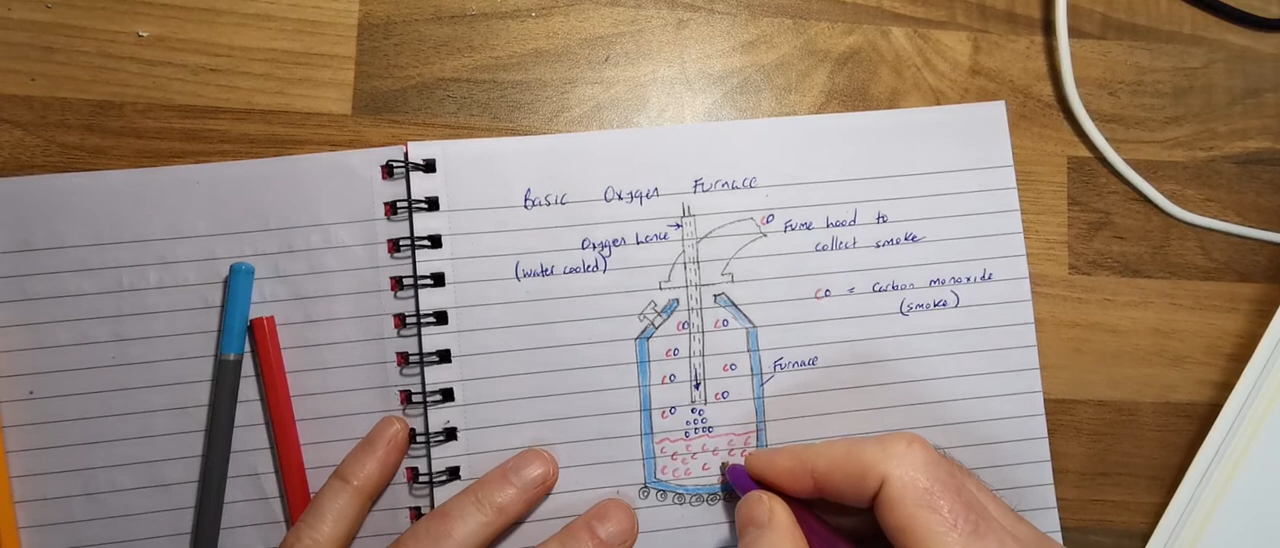 Basic Oxygen Furnace
CO
Oxygen Lance
(water cooled)
Fume hood to
collect smoke
CO = Carbon monoxide
(smoke)
CO CO
CO
CO
CO
CO
CO
CO
Furnace
C C C C C
C C C C C C
C C C C